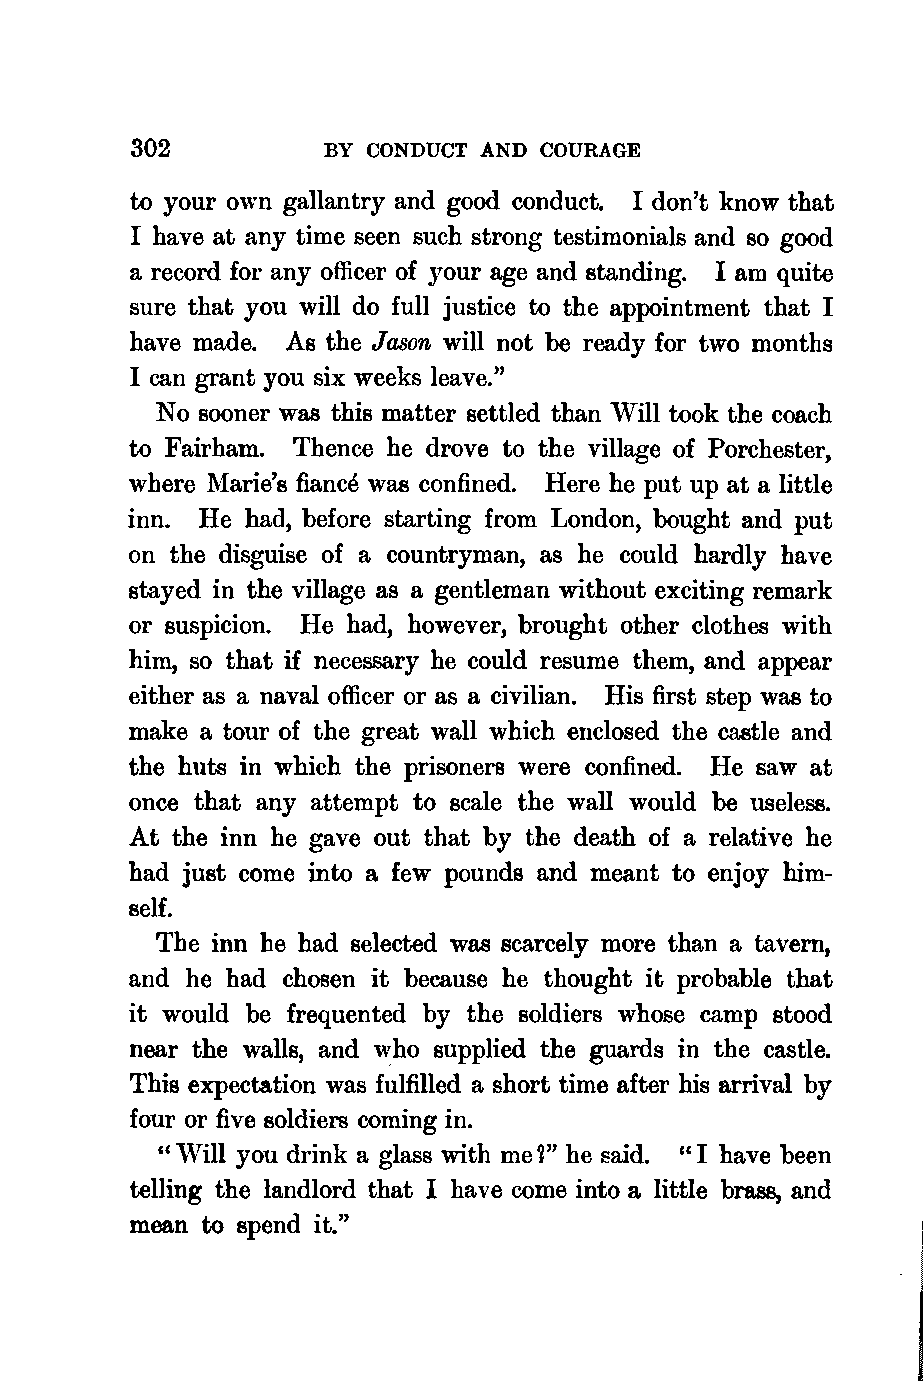 302 BY CONDUCT AND COURAGE
to your own gallantry and good conduct. I don't know that
I have at any time seen such strong testimonials and so good
a record for any officer of your age and standing. I am quite
sure that you will do full justice to the appointment that I
have made. As the Jason will not be ready for two months
I can grant you six weeks leave."
No sooner was this matter settled than Will took the coach
to Fairham. Thence he drove to the village of Porchester,
where Marie's fiancé was confined. Here he put up at a little
inn. He had, before starting from London, bought and put
on the disguise of a countryman, as he could hardly have
stayed in the village as a gentleman without exciting remark
or suspicion. He had, however, brought other clothes with
him, so that if necessary he could resume them, and appear
either as a naval officer or as a civilian. His first step was to
make a tour of the great wall which enclosed the castle and
the huts in which the prisoners were confined. He saw at
once that any attempt to scale the wall would be useless.
At the inn he gave out that by the death of a relative he
had just come into a few pounds and meant to enjoy him-
self.
The inn he had selected was scarcely more than a tavern,
and he had chosen it because he thought it probable that
it would be frequented by the soldiers whose camp stood
near the walls, and who supplied the guards in the castle.
This expectation was fulfilled a short time after his arrival by
four or five soldiers coming in.
"Will you drink a glass with me?" he said. "I have been
telling the landlord that I have come into a little brass, and
mean to spend it."